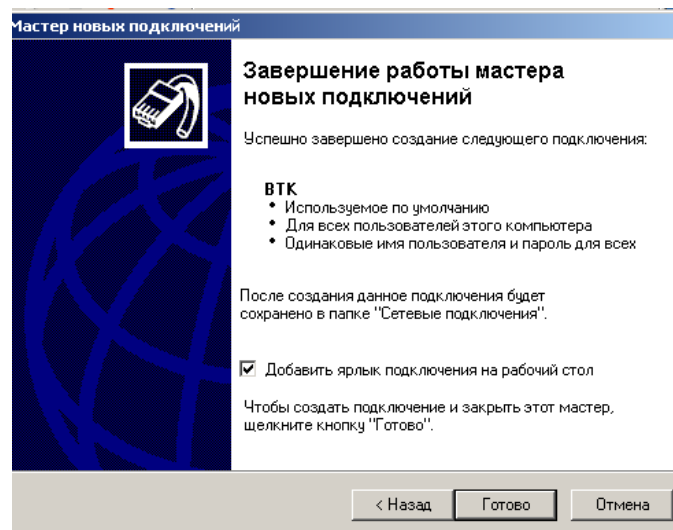 Мастер новых подключений
Завершение работы мастера
новых подключений
Успешно завершено создание следующего подключения:
ВТК
• Используемое по умолчанию
• Для всех пользователей этого компьютера
• Одинаковые имя пользователя и пароль для всех
После создания данное подключения будет
сохранено в папке "Сетевые подключения".
Добавить ярлык подключения на рабочий стол
Чтобы создать подключение и закрыть этот мастер,
щелкните кнопку "Готово".
< Назад
Готово
Отмена